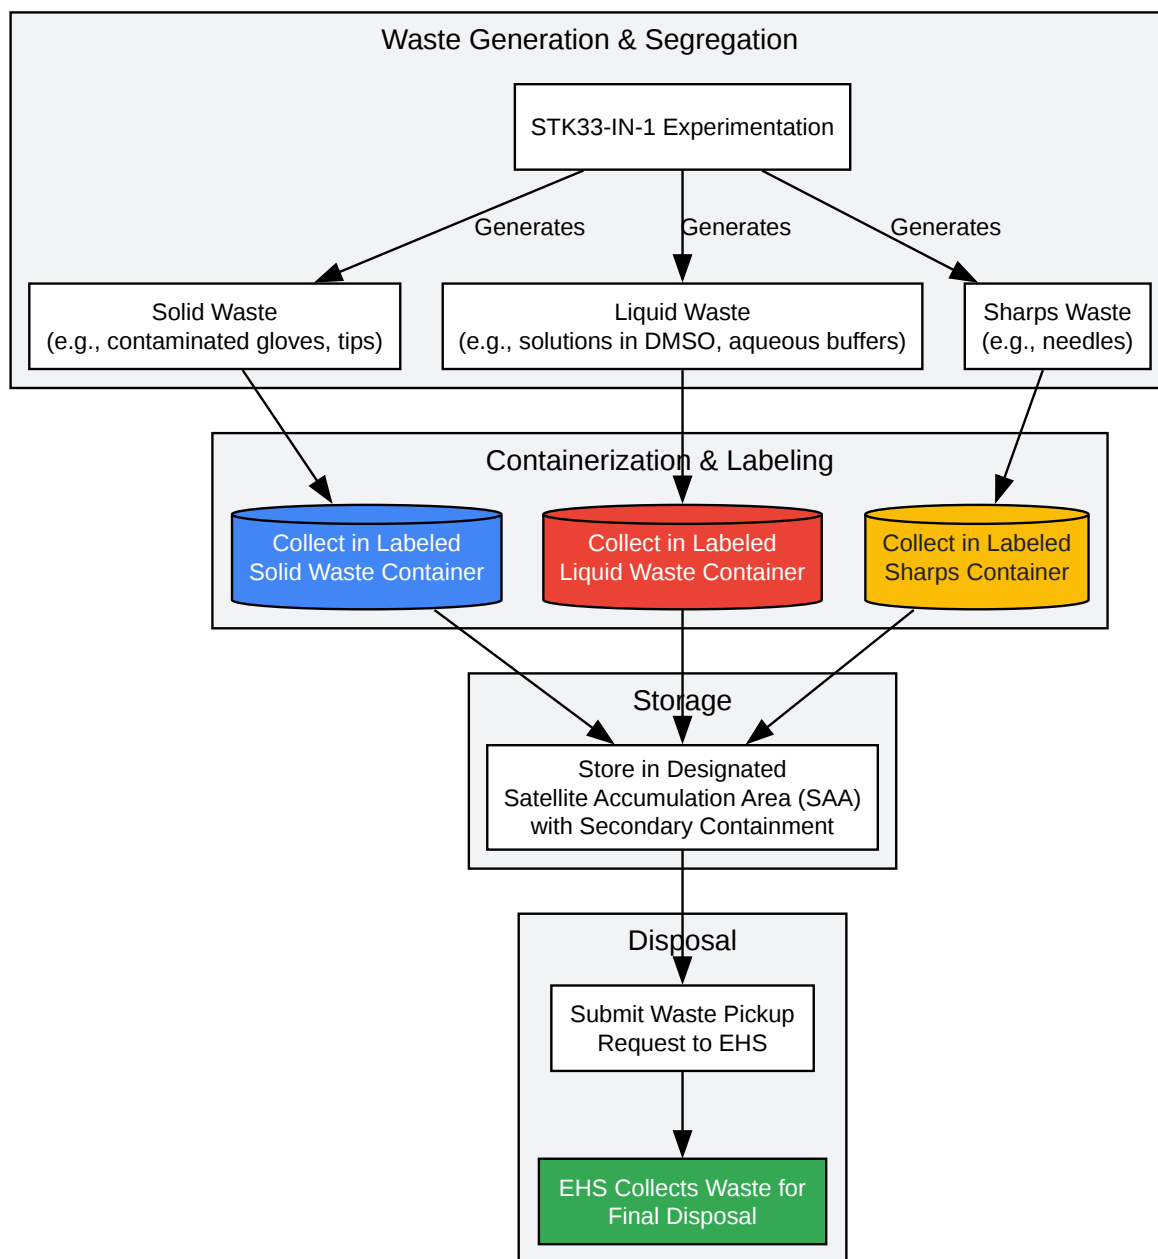 Waste Generation & Segregation
STK33-IN-1 Experimentation
Generates
Generates
Generates
Solid Waste
(e.g., contaminated gloves, tips)
Liquid Waste
(e.g., solutions in DMSO, aqueous buffers)
Sharps Waste
(e.g., needles)
Containerization & Labeling
Collect in Labeled
Solid Waste Container
Collect in Labeled
Liquid Waste Container
Collect in Labeled
Sharps Container
Storage
Store in Designated
Satellite Accumulation Area (SAA)
with Secondary Containment
Disposal
Submit Waste Pickup
Request to EHS
EHS Collects Waste for
Final Disposal